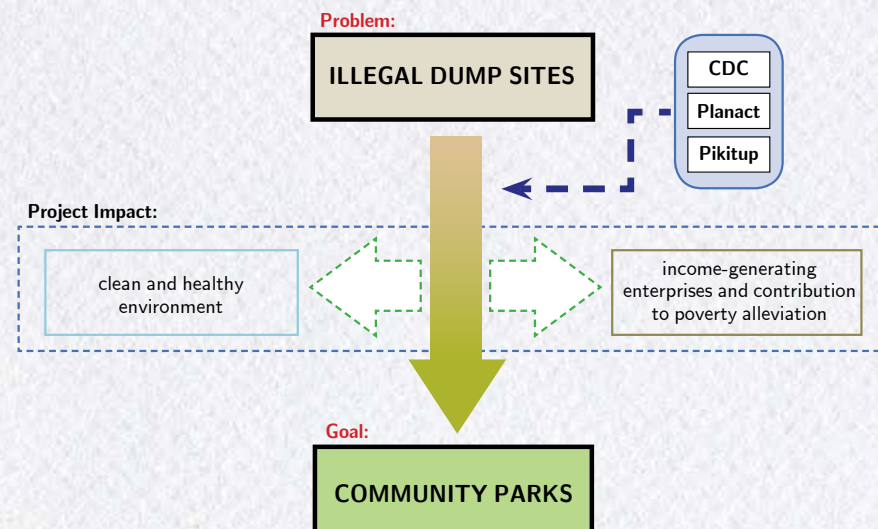 Problem:
ILLEGAL DUMP SITES
CDC
Planact
Pikitup
Project Impact:
clean and healthy
environment
income-generating
enterprises and contribution
to poverty alleviation
Goal:
COMMUNITY PARKS